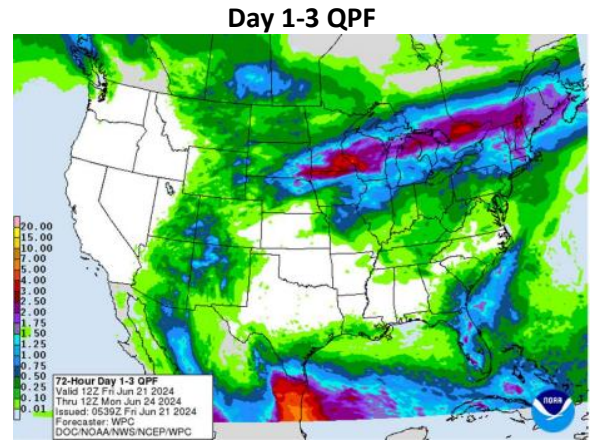 Day 1-3 QPF
20.00
15.00
10.00
7.00
5.00
4.00
3.00
2.50
2.00
1.75
1.50
1.25
1.00
0.75
0.50
0.25
0.10
0.01
72-Hour Day 1-3 QPF
Valid 12Z Fri Jun 21 2024
Thru 12Z Mon Jun 24 2024
Issued: 0539Z Fri Jun 21 2024
Forecaster: WPC
DOC/NOAA/NWS/NCEP/WPC
NOAA